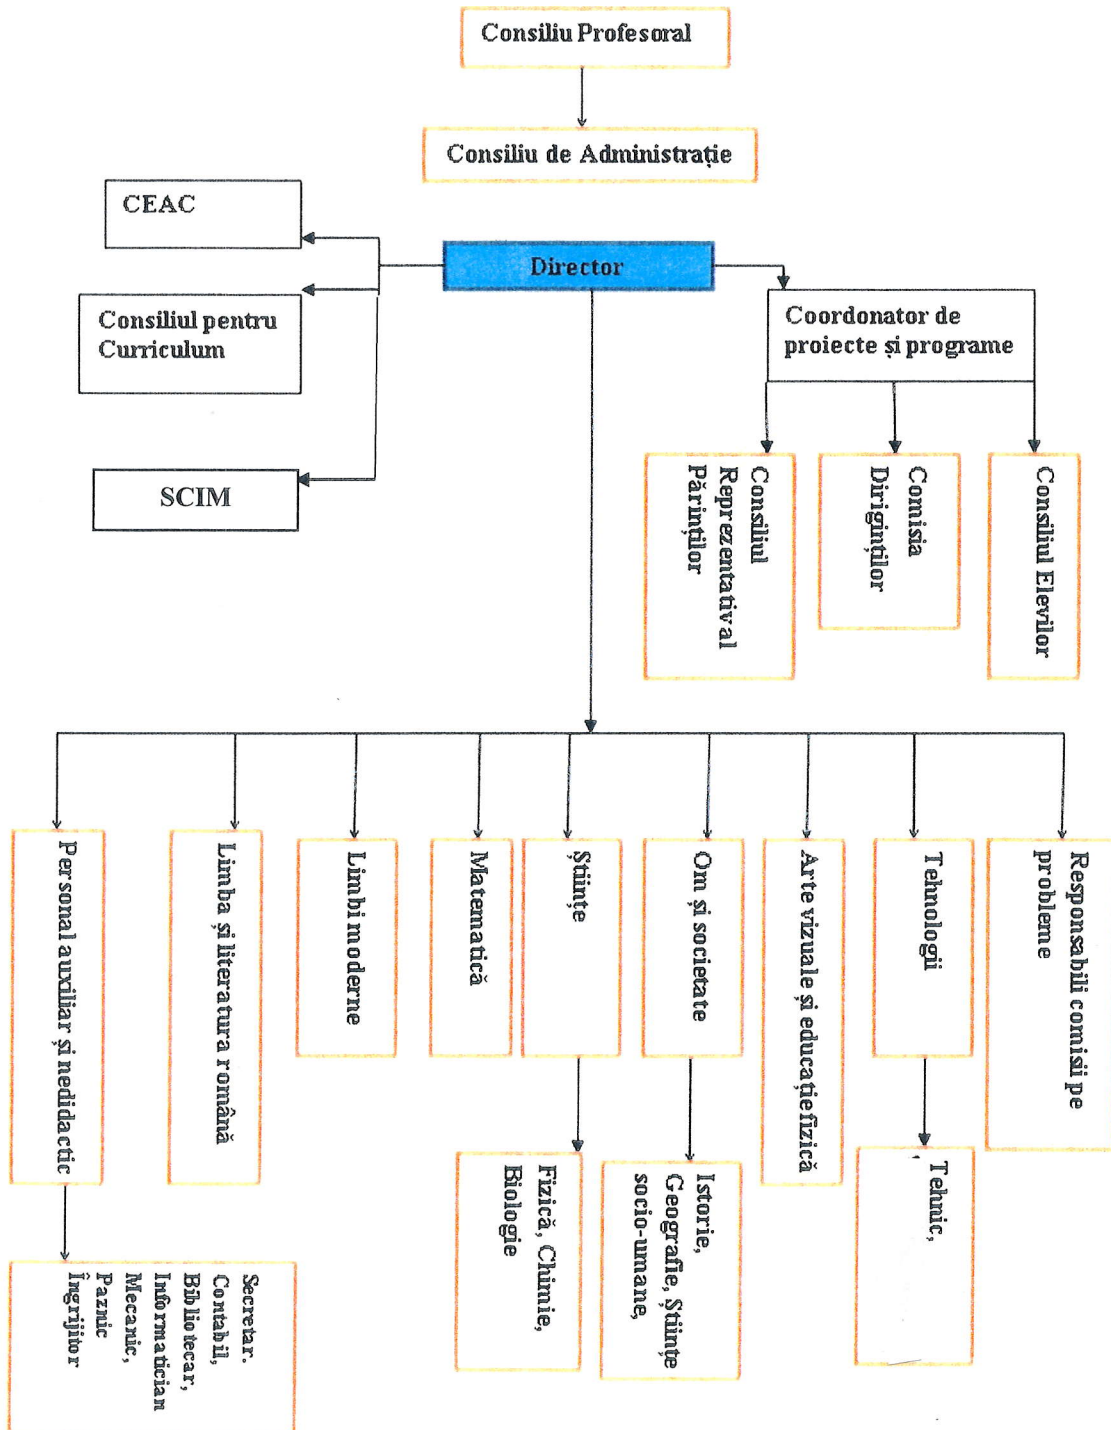 Consiliu Profesoral
Consiliu de Administrație
CEAC
Director
Consiliul pentru
Curriculum
Coordonator de
proiecte și programe
SCIM
Consiliul
Reprezentativ al
Părinților
Comisia
Diriginților
Consiliul Elevilor
Personal auxiliar și nedidactic
Limba și literatura română
Limbi moderne
Matematică
Științe
Om și societate
Arte vizuale și educație fizică
Tehnologii
Responsabili comisii pe
probleme
Secretar.
Contabil,
Bibliotecar,
Informatician
Mecanic,
Paznic
Îngrijitor
Fizică, Chimie,
Biologie
Istorie,
Geografie, Științe
socio-umane,
Tehnic,
,